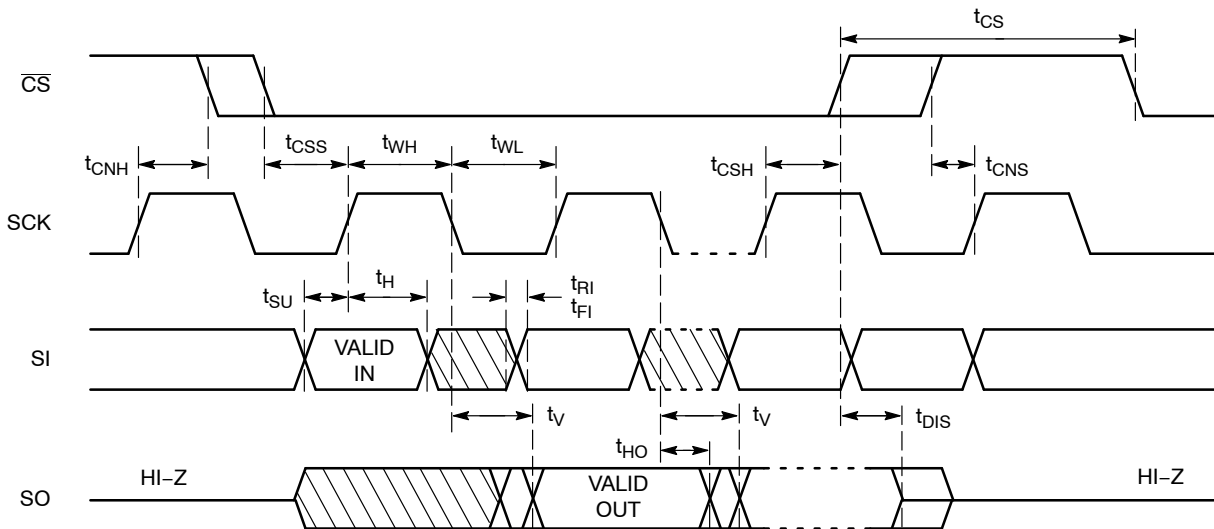 tCS
C̅S̅
tCNH
tCSS
tWH
tWL
tCSH
tCNS
SCK
tSU
tH
tRI
tFI
SI
VALID
IN
tV
tV
tDIS
tHO
SO
HI–Z
VALID
OUT
HI–Z